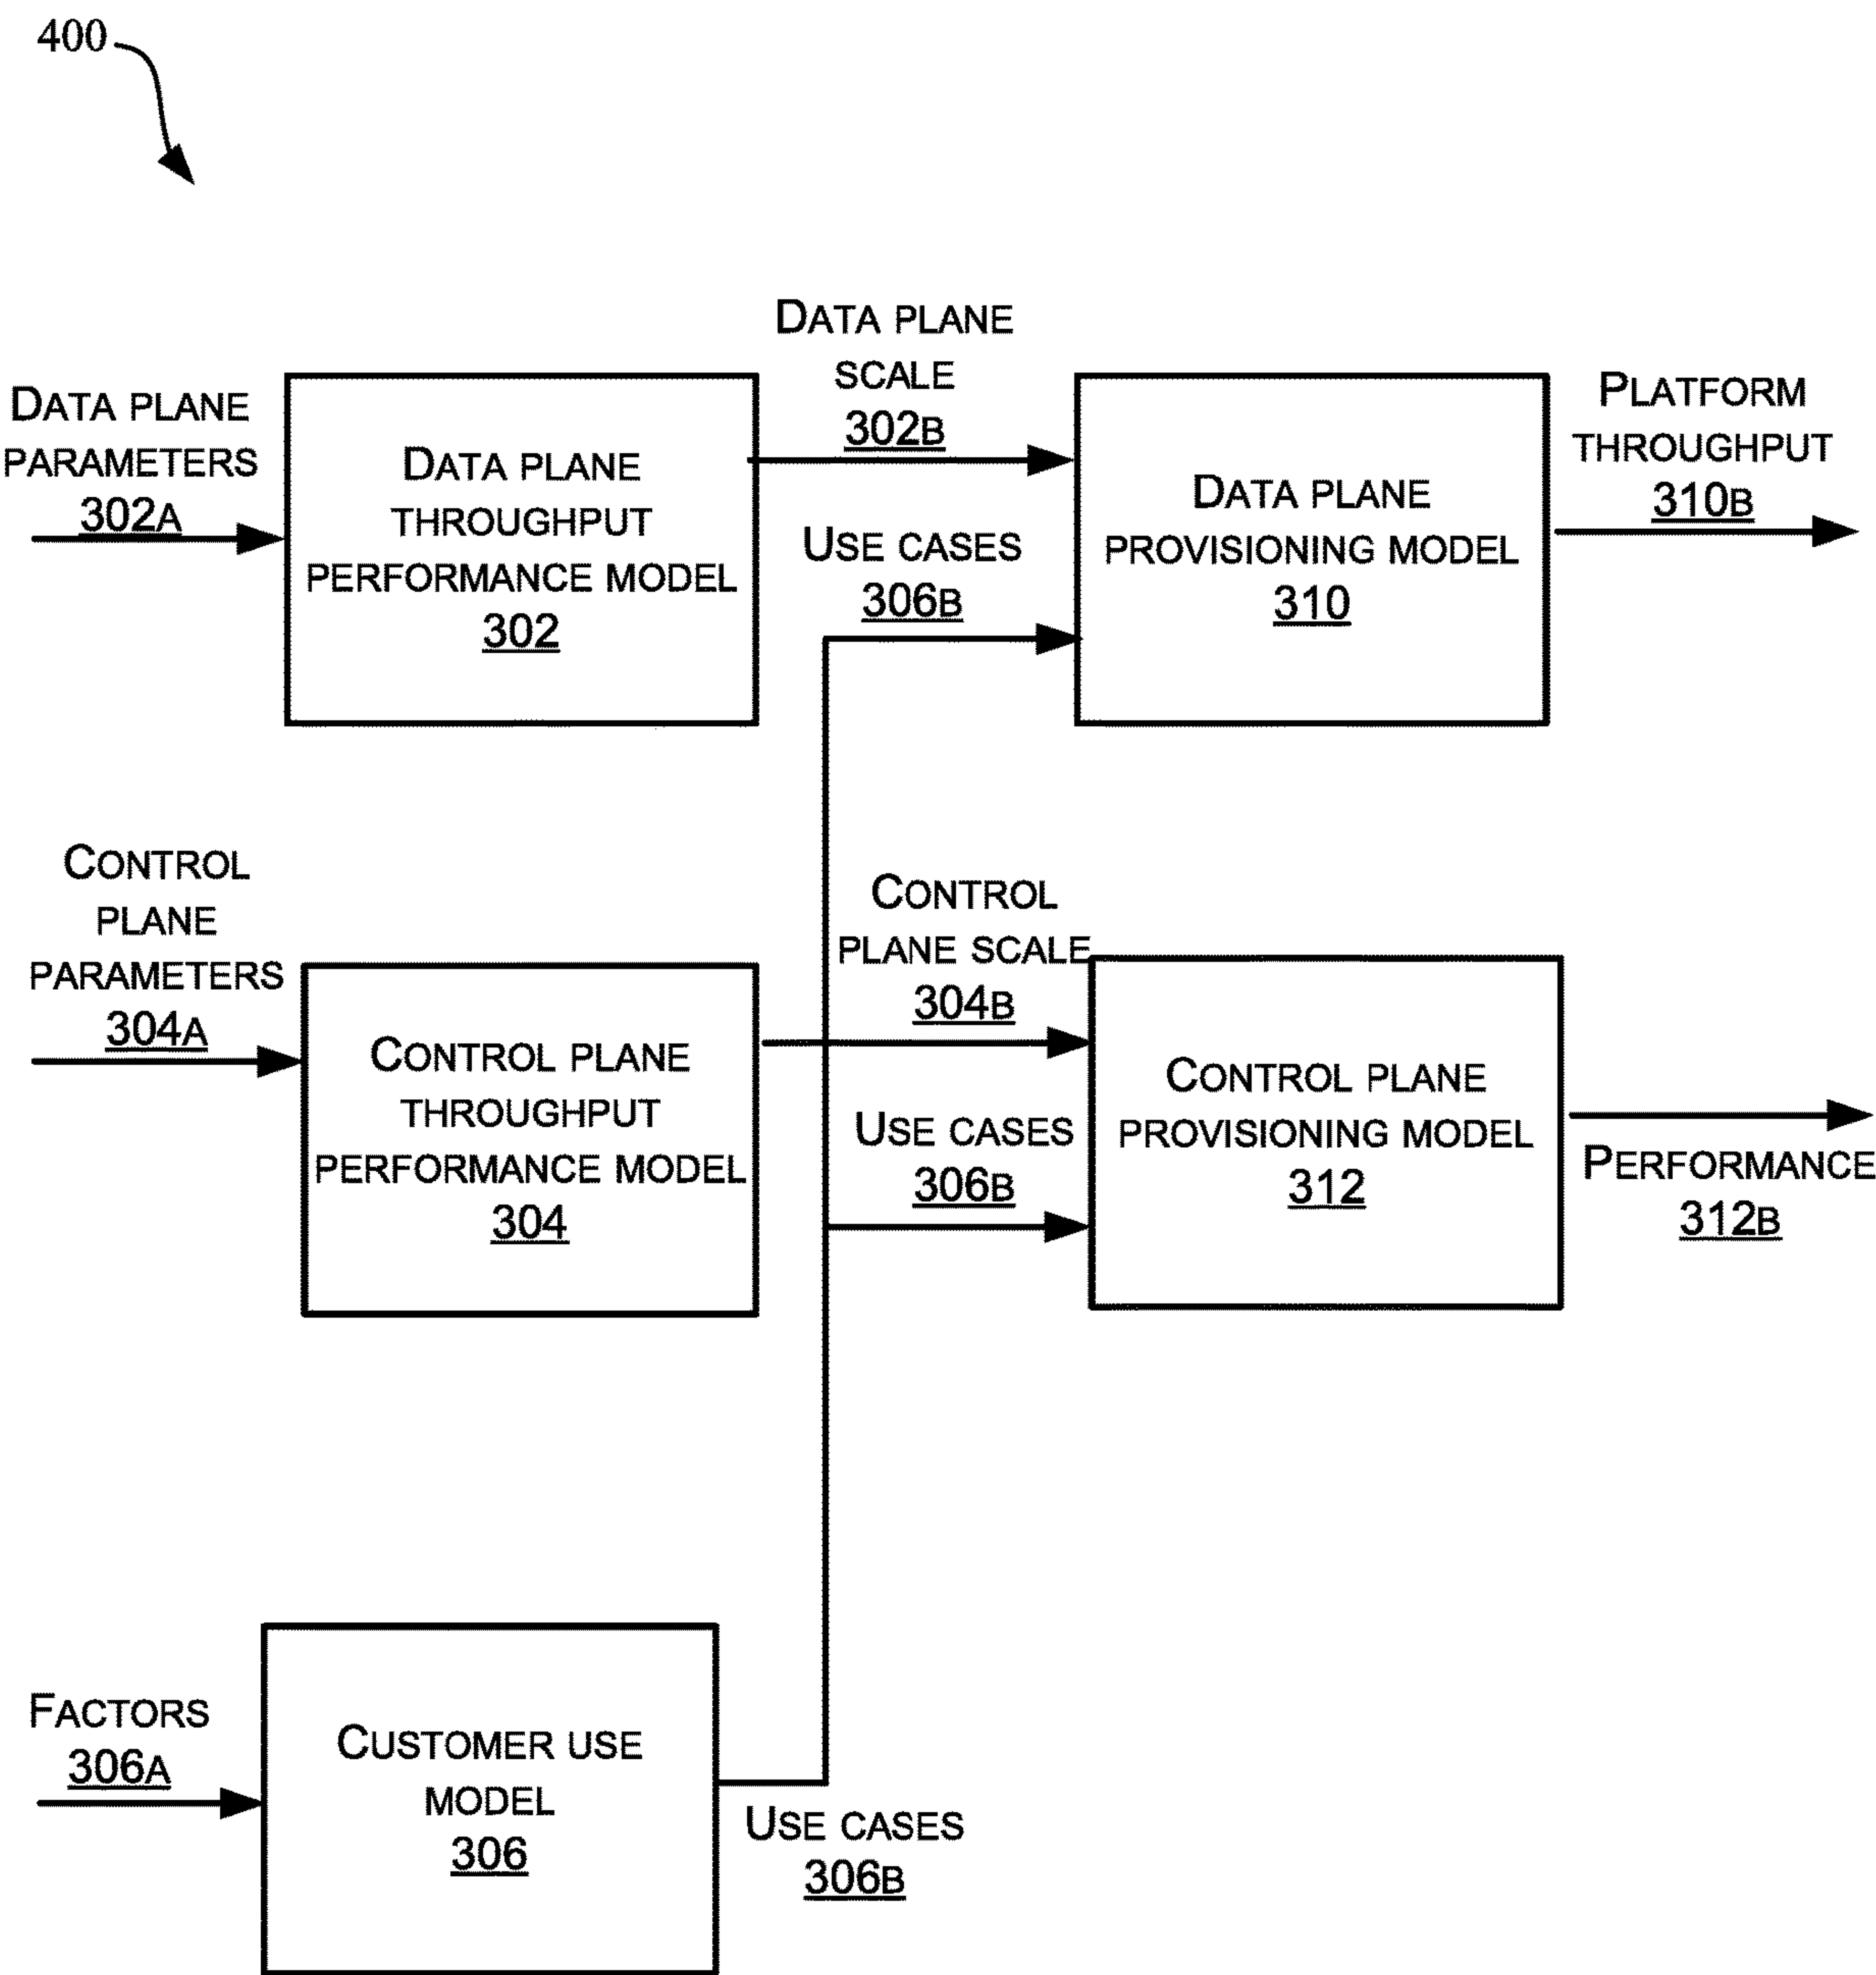 400
DATA PLANE
PARAMETERS
302A
DATA PLANE
THROUGHPUT
PERFORMANCE MODEL
302
DATA PLANE
SCALE
302B
USE CASES
306B
DATA PLANE
PROVISIONING MODEL
310
PLATFORM
THROUGHPUT
310B
CONTROL
PLANE
PARAMETERS
304A
CONTROL PLANE
THROUGHPUT
PERFORMANCE MODEL
304
CONTROL
PLANE SCALE
304B
USE CASES
306B
CONTROL PLANE
PROVISIONING MODEL
312
PERFORMANCE
312B
FACTORS
306A
CUSTOMER USE
MODEL
306
USE CASES
306B